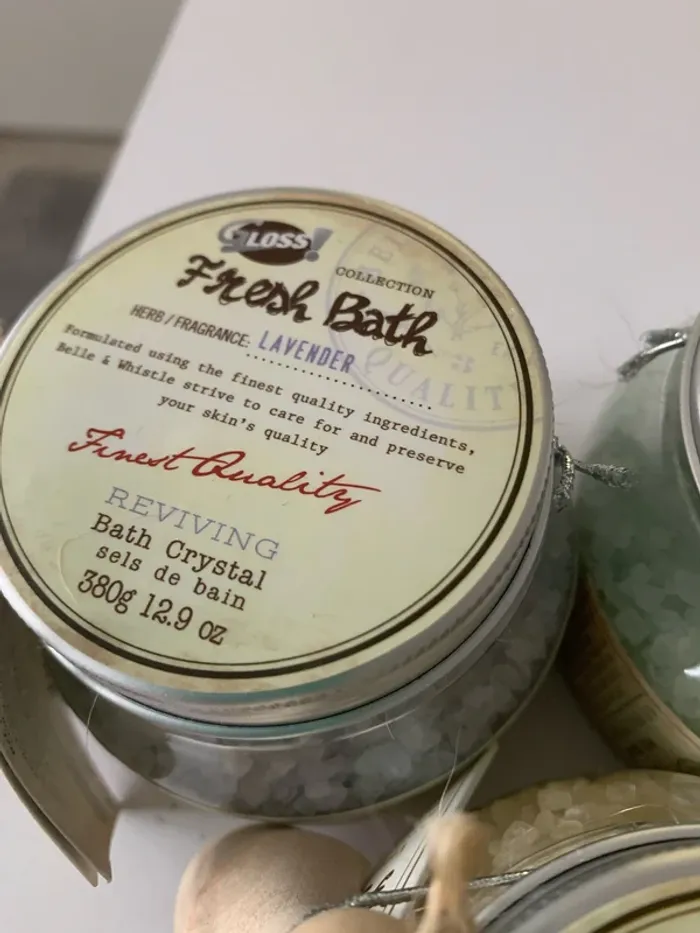 GLOSS!
COLLECTION
Fresh Bath
HERB/FRAGRANCE: LAVENDER
Formulated using the finest quality ingredients,
Belle & Whistle strive to care for and preserve
your skin's quality
Finest Quality
REVIVING
Bath Crystal
sels de bain
380g 12.9 oz
QUALIT